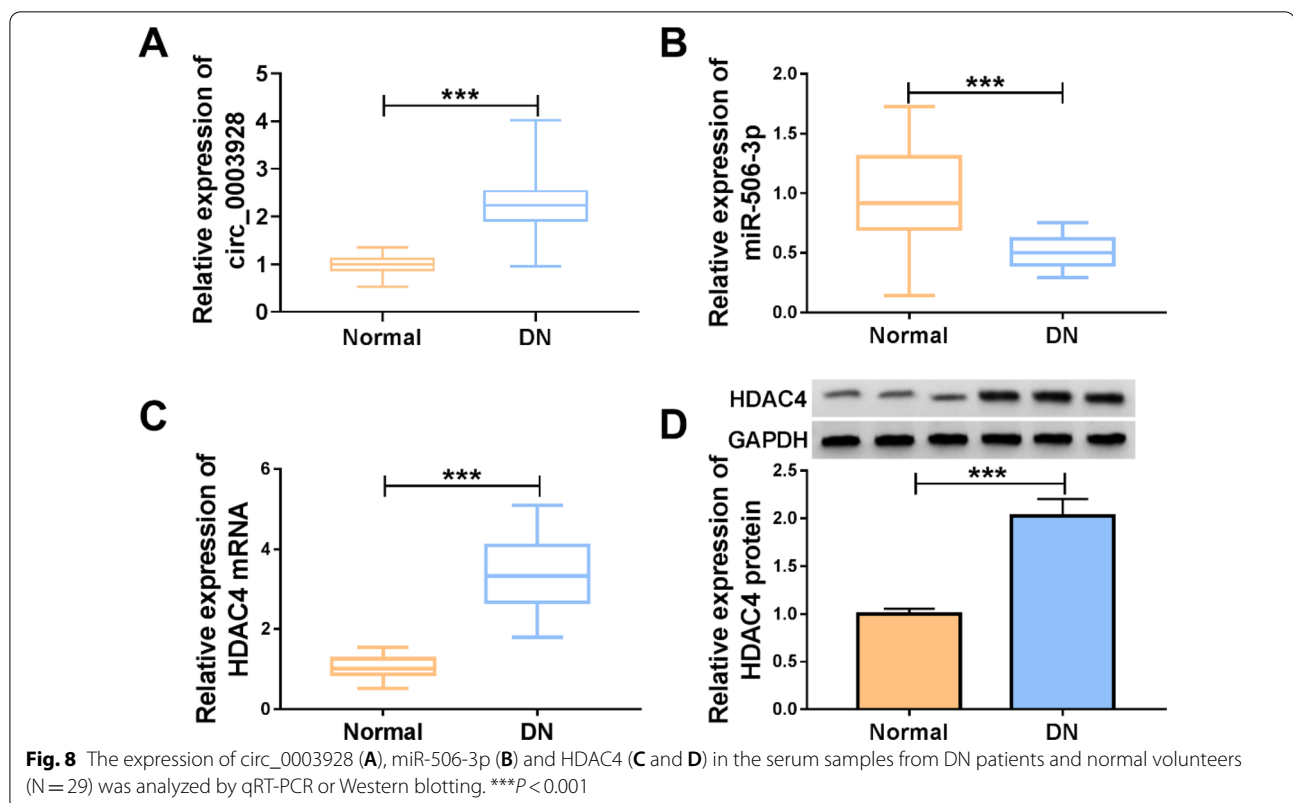 A
Relative expression of
circ_0003928
5
4
3
2
1
0
***
Normal DN
B
Relative expression of
miR-506-3p
2.0
1.5
1.0
0.5
0.0
***
Normal DN
C
Relative expression of
HDAC4 mRNA
6
4
2
0
***
Normal DN
D
HDAC4
GAPDH
Relative expression of
HDAC4 protein
2.5
2.0
1.5
1.0
0.5
0.0
***
Normal DN
Fig. 8 The expression of circ_0003928 (A), miR-506-3p (B) and HDAC4 (C and D) in the serum samples from DN patients and normal volunteers
(N = 29) was analyzed by qRT-PCR or Western blotting. ***P < 0.001